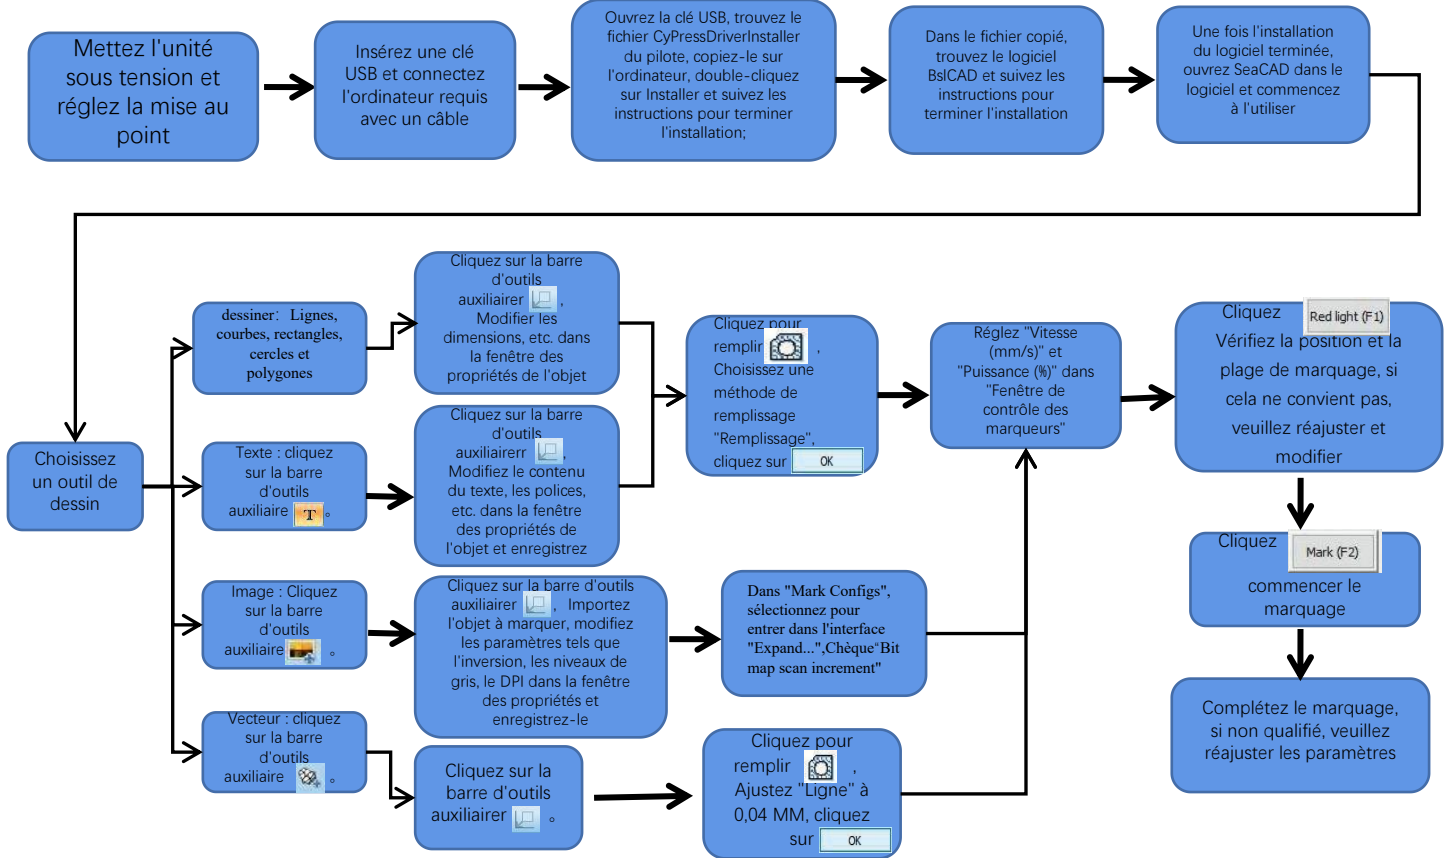 Mettez l'unité
sous tension et
réglez la mise au
point
Insérez une clé
USB et connectez
l'ordinateur requis
avec un câble
Ouvrez la clé USB, trouvez le
fichier CyPressDriverInstaller
du pilote, copiez-le sur
l'ordinateur, double-cliquez
sur Installer et suivez les
instructions pour terminer
l'installation;
Dans le fichier copié,
trouvez le logiciel
BslCAD et suivez les
instructions pour
terminer l'installation
Une fois l'installation
du logiciel terminée,
ouvrez SeaCAD dans le
logiciel et commencez
à l'utiliser
Choisissez
un outil de
dessin
dessiner: Lignes,
courbes, rectangles,
cercles et
polygones
Cliquez sur la barre
d'outils
auxiliairer ,
Modifier les
dimensions, etc. dans
la fenêtre des
propriétés de l'objet
Texte : cliquez
sur la barre
d'outils
auxiliaire T 。
Cliquez sur la barre
d'outils
auxiliairerr ,
Modifiez le contenu
du texte, les polices,
etc. dans la fenêtre
des propriétés de
l'objet et enregistrez
Cliquez pour
remplir ,
Choisissez une
méthode de
remplissage
"Remplissage",
cliquez sur OK
Image : Cliquez
sur la barre
d'outils
auxiliaire 。
Cliquez sur la barre d'outils
auxiliairer , Importez
l'objet à marquer, modifiez
les paramètres tels que
l'inversion, les niveaux de
gris, le DPI dans la fenêtre
des propriétés et
enregistrez-le
Dans "Mark Configs",
sélectionnez pour
entrer dans l'interface
"Expand...",Chèque“Bit
map scan increment"
Vecteur : cliquez
sur la barre
d'outils
auxiliaire 。
Cliquez sur la
barre d'outils
auxiliairer 。
Cliquez pour
remplir ,
Ajustez "Ligne" à
0,04 MM, cliquez
sur OK
Réglez "Vitesse
(mm/s)" et
"Puissance (%)" dans
"Fenêtre de
contrôle des
marqueurs"
Cliquez Red light (F1)
Vérifiez la position et la
plage de marquage, si
cela ne convient pas,
veuillez réajuster et
modifier
Cliquez Mark (F2)
commencer le
marquage
Complétez le marquage,
si non qualifié, veuillez
réajuster les paramètres